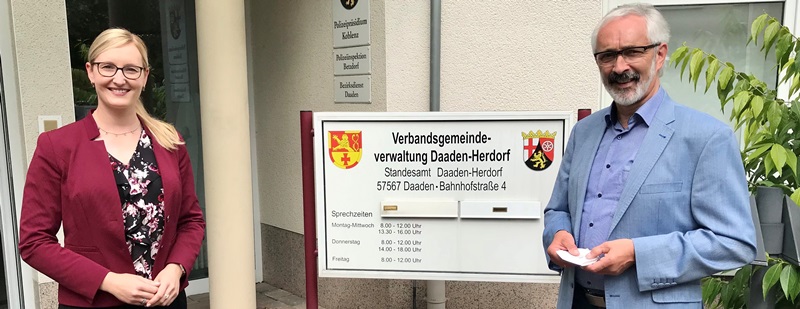 Polizeipräsidium
Koblenz
Polizeiinspektion
Betzdorf
Bezirksdienst
Daaden
Verbandsgemeinde-
verwaltung Daaden-Herdorf
Standesamt Daaden-Herdorf
57567 Daaden - Bahnhofstraße 4
Sprechzeiten
Montag-Mittwoch 8.00 - 12.00 Uhr
13.30 - 16.00 Uhr
Donnerstag 8.00 - 12.00 Uhr
14.00 - 18.00 Uhr
Freitag 8.00 - 12.00 Uhr